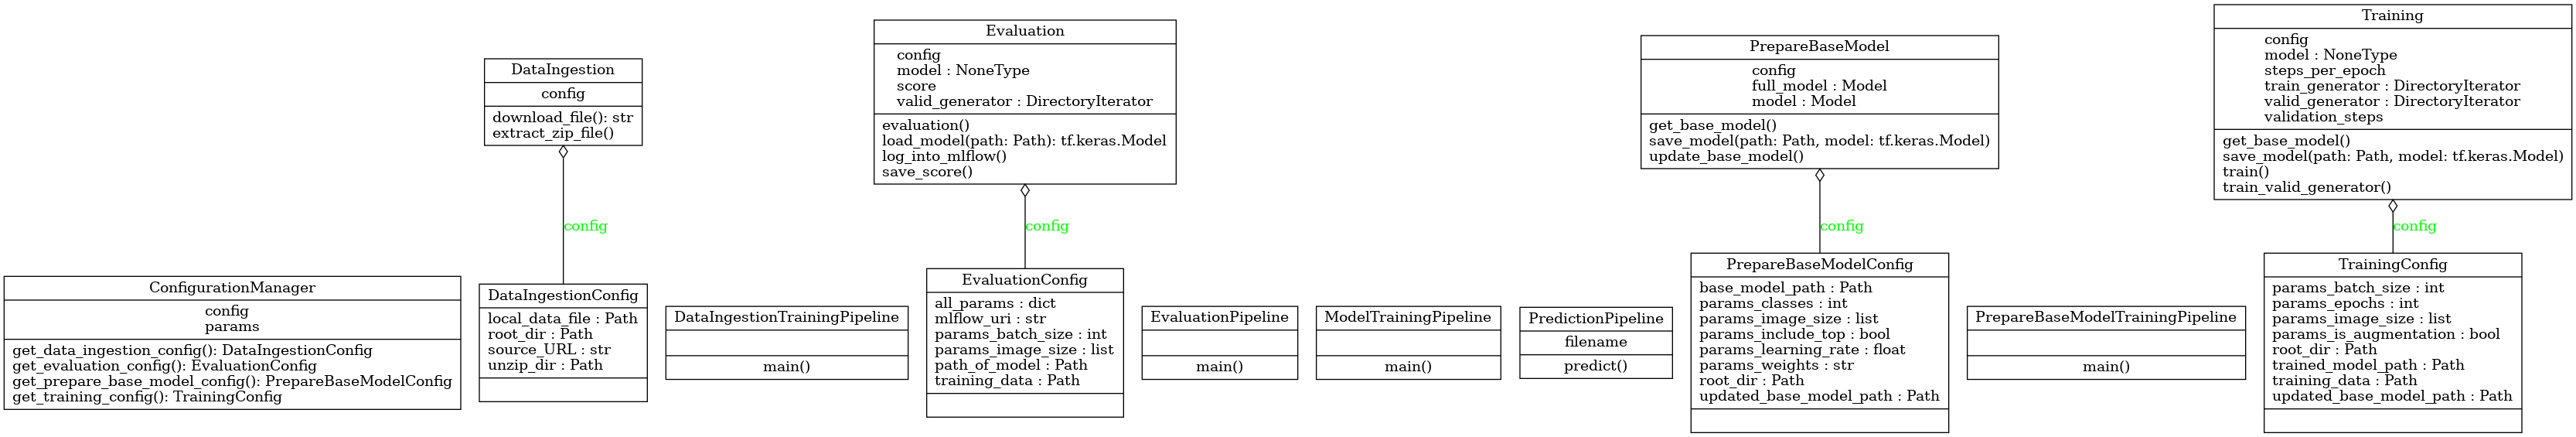 DataIngestion
config
download_file(): str
extract_zip_file()
Evaluation
config
model : NoneType
score
valid_generator : DirectoryIterator
evaluation()
load_model(path: Path): tf.keras.Model
log_into_mlflow()
save_score()
PrepareBaseModel
config
full_model : Model
model : Model
get_base_model()
save_model(path: Path, model: tf.keras.Model)
update_base_model()
Training
config
model : NoneType
steps_per_epoch
train_generator : DirectoryIterator
valid_generator : DirectoryIterator
validation_steps
get_base_model()
save_model(path: Path, model: tf.keras.Model)
train()
train_valid_generator()
config
config
config
config
ConfigurationManager
config
params
get_data_ingestion_config(): DataIngestionConfig
get_evaluation_config(): EvaluationConfig
get_prepare_base_model_config(): PrepareBaseModelConfig
get_training_config(): TrainingConfig
DataIngestionConfig
local_data_file : Path
root_dir : Path
source_URL : str
unzip_dir : Path
DataIngestionTrainingPipeline
main()
EvaluationConfig
all_params : dict
mlflow_uri : str
params_batch_size : int
params_image_size : list
path_of_model : Path
training_data : Path
EvaluationPipeline
main()
ModelTrainingPipeline
main()
PredictionPipeline
filename
predict()
PrepareBaseModelConfig
base_model_path : Path
params_classes : int
params_image_size : list
params_include_top : bool
params_learning_rate : float
params_weights : str
root_dir : Path
updated_base_model_path : Path
PrepareBaseModelTrainingPipeline
main()
TrainingConfig
params_batch_size : int
params_epochs : int
params_image_size : list
params_is_augmentation : bool
root_dir : Path
trained_model_path : Path
training_data : Path
updated_base_model_path : Path